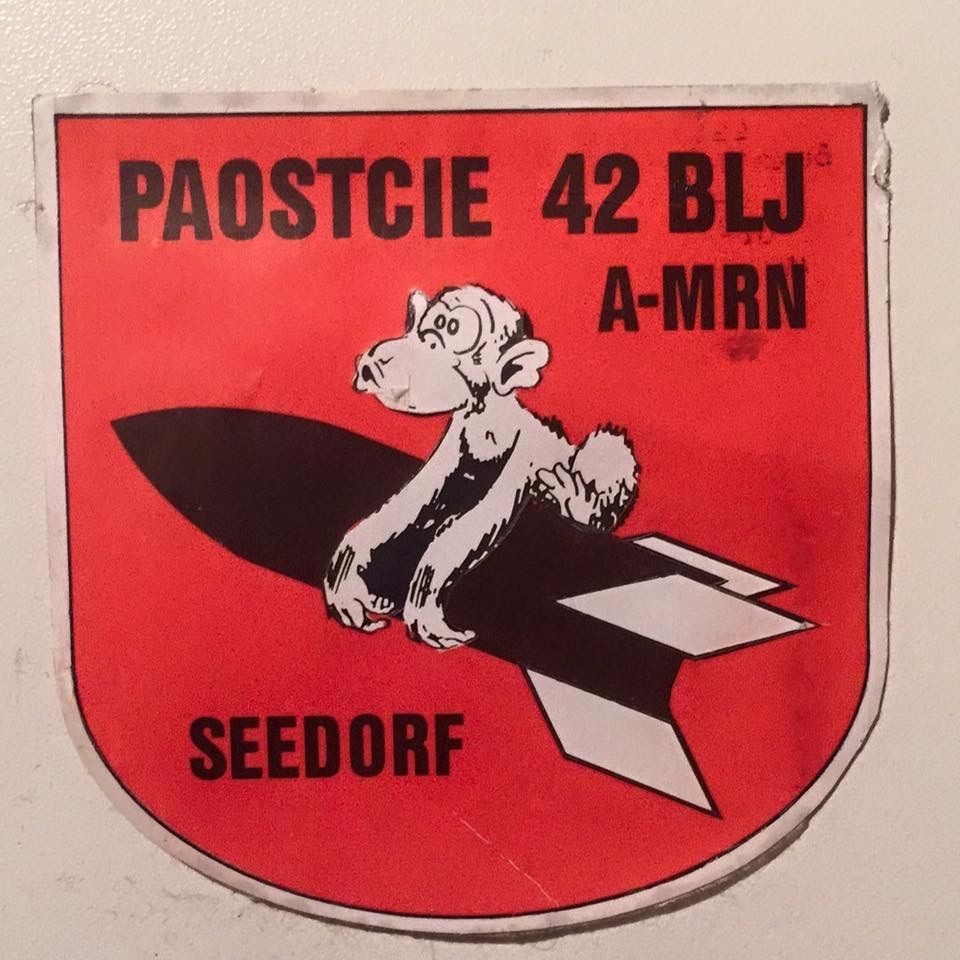 PAOSTCIE 42 BLJ
A-MRN
SEEDORF